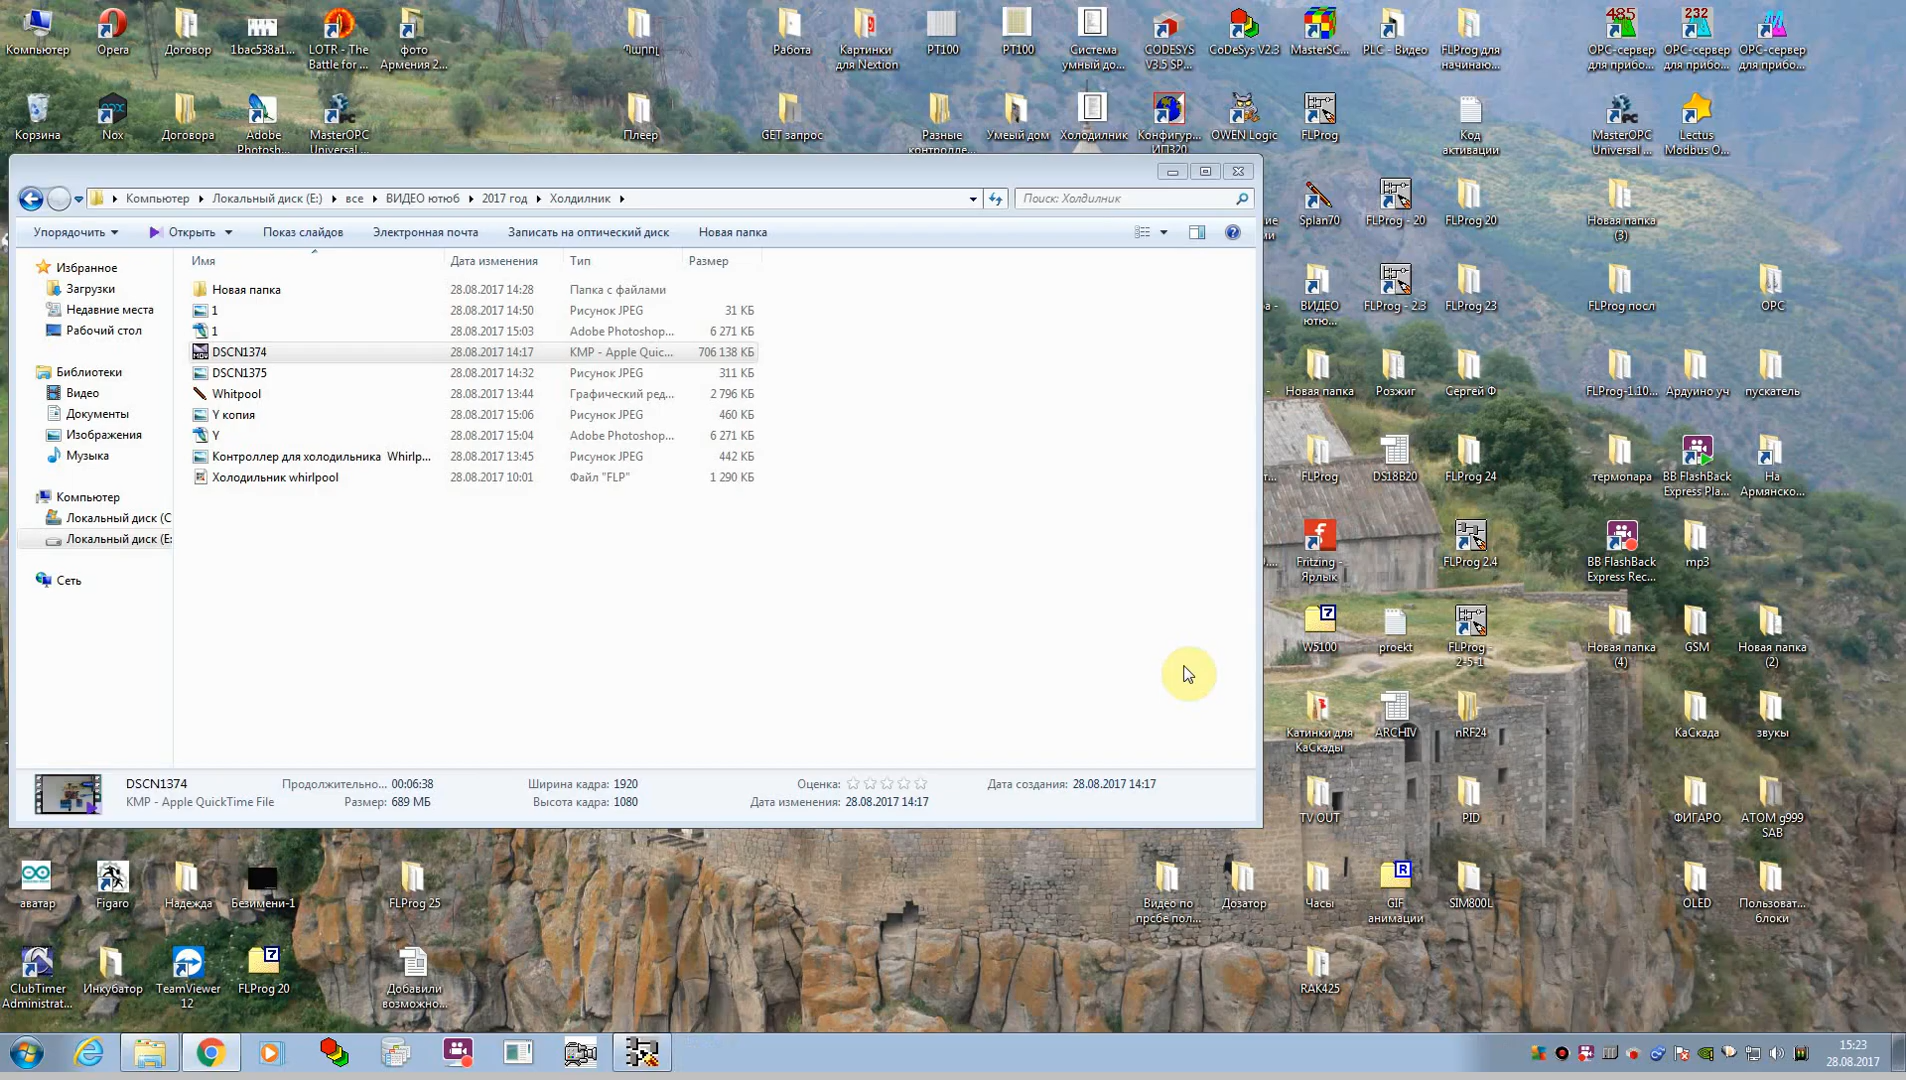 Компьютер
Opera
Договор
1bac538a1...
LOTR - The
Battle for ...
фото
Армения 2...
Работа
Картинки
для Nextion
PT100
PT100
Система
умный до...
CODESYS
V3.5 SP...
CoDeSys V2.3
MasterSC...
PLC - Видео
FLProg для
начинаю...
485
OPC-сервер
для прибо...
232
OPC-сервер
для прибо...
OPC-сервер
для прибо...
Корзина
Nox
Договора
Adobe
Photosh...
MasterOPC
Universal ...
Плеер
GET запрос
Разные
контролле...
Умеый дом
Холодилник
Конфигур...
ИП320
OWEN Logic
FLProg
Код
активации
MasterOPC
Universal ...
Lectus
Modbus O...
Компьютер
Локальный диск (E:)
все
ВИДЕО ютюб
2017 год
Холдилник
Поиск: Холдилник
Упорядочить
Открыть
Показ слайдов
Электронная почта
Записать на оптический диск
Новая папка
Имя
Дата изменения
Тип
Размер
Новая папка 28.08.2017 14:28 Папка с файлами
1 28.08.2017 14:50 Рисунок JPEG 31 КБ
1 28.08.2017 15:03 Adobe Photoshop... 6 271 КБ
DSCN1374 28.08.2017 14:17 KMP - Apple Quic... 706 138 КБ
DSCN1375 28.08.2017 14:32 Рисунок JPEG 311 КБ
Whitpool 28.08.2017 13:44 Графический ред... 2 796 КБ
Y копия 28.08.2017 15:06 Рисунок JPEG 460 КБ
Y 28.08.2017 15:04 Adobe Photoshop... 6 271 КБ
Контроллер для холодильника Whirlp... 28.08.2017 13:45 Рисунок JPEG 442 КБ
Холодильник whirlpool 28.08.2017 10:01 Файл "FLP" 1 290 КБ
Избранное
Загрузки
Недавние места
Рабочий стол
Библиотеки
Видео
Документы
Изображения
Музыка
Компьютер
Локальный диск (C
Локальный диск (E:
Сеть
DSCN1374
KMP - Apple QuickTime File
Продолжительно... 00:06:38
Размер: 689 МБ
Ширина кадра: 1920
Высота кадра: 1080
Оценка:
Дата изменения: 28.08.2017 14:17
Дата создания: 28.08.2017 14:17
Splan70
FLProg - 20
FLProg 20
Новая папка
(3)
ВИДЕО
ютю...
FLProg - 2.3
FLProg 23
FLProg посл
OPC
Новая папка
Розжиг
Сергей Ф
FLProg-1.10...
Ардуино уч
пускатель
FLProg
DS18B20
FLProg 24
термопара
BB FlashBack
Express Pla...
На
Армянско...
Fritzing -
Ярлык
FLProg 2.4
BB FlashBack
Express Rec...
mp3
7
W5100
proekt
FLProg -
2-5-1
Новая папка
(4)
GSM
Новая папка
(2)
Катинки для
КаСкады
ARCHIV
nRF24
КаСкада
звукы
TV OUT
PID
ФИГАРО
ATOM g999
SAB
аватар
Figaro
Надежда
Безимени-1
FLProg 25
Видео по
прсбе пол...
Дозатор
Часы
R
GIF
анимации
SIM800L
OLED
Пользоват...
блоки
ClubTimer
Administrat...
Инкубатор
TeamViewer
12
7
FLProg 20
Добавили
возможно...
RAK425
15:23
28.08.2017